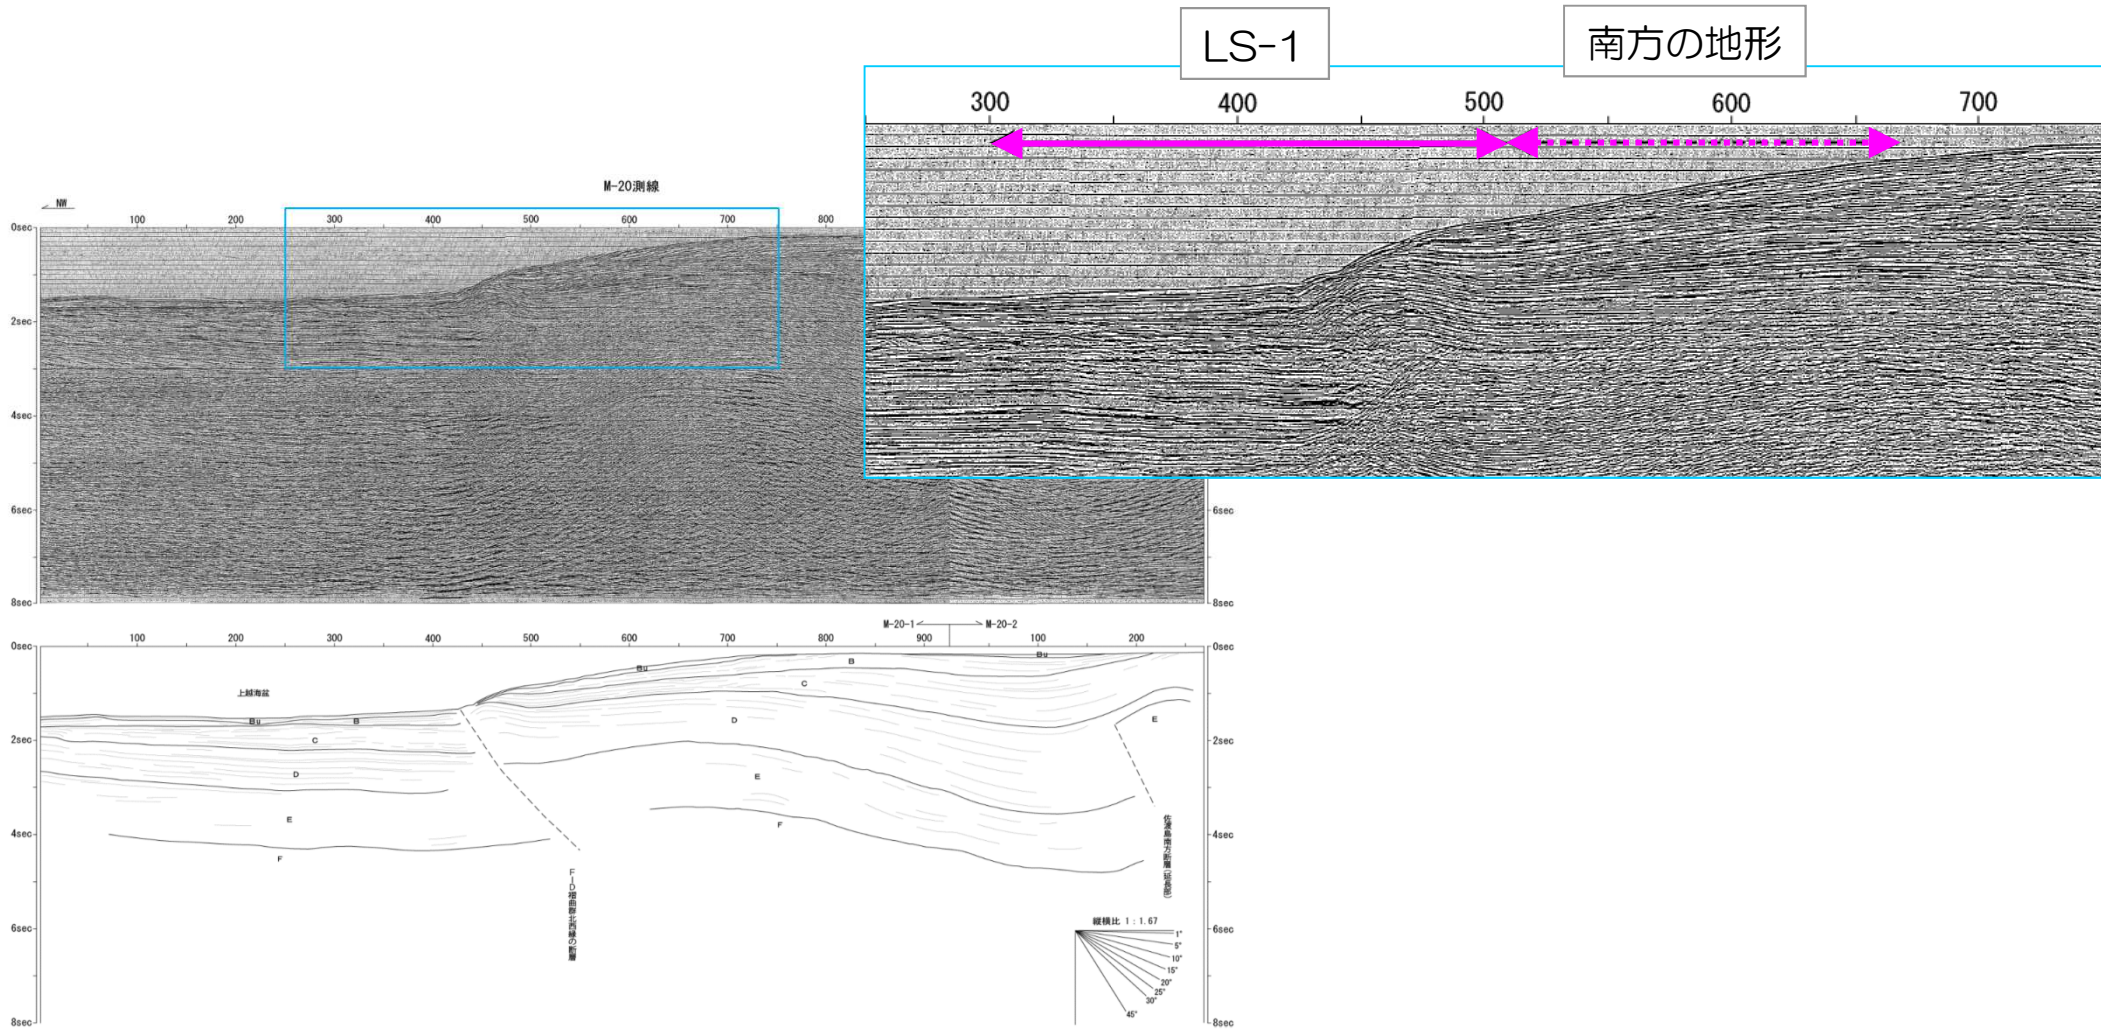 LS-1
南方の地形
300 400 500 600 700
M-20測線
NW
100 200 300 400 500 600 700 800
0sec
2sec
4sec
6sec 6sec
8sec 8sec
M-20-1 M-20-2
100 200 300 400 500 600 700 800 900 100 200
0sec 0sec
Bu B Bu
上越海盆 C
Bu B D E
C
2sec 2sec
D E
E F
4sec 4sec
F
佐渡島南方断層(延長部)
F-D褶曲群北西縁の断層
縦横比 1:1.67
1°
5°
10°
15°
20°
25°
30°
45°
6sec 6sec
8sec 8sec